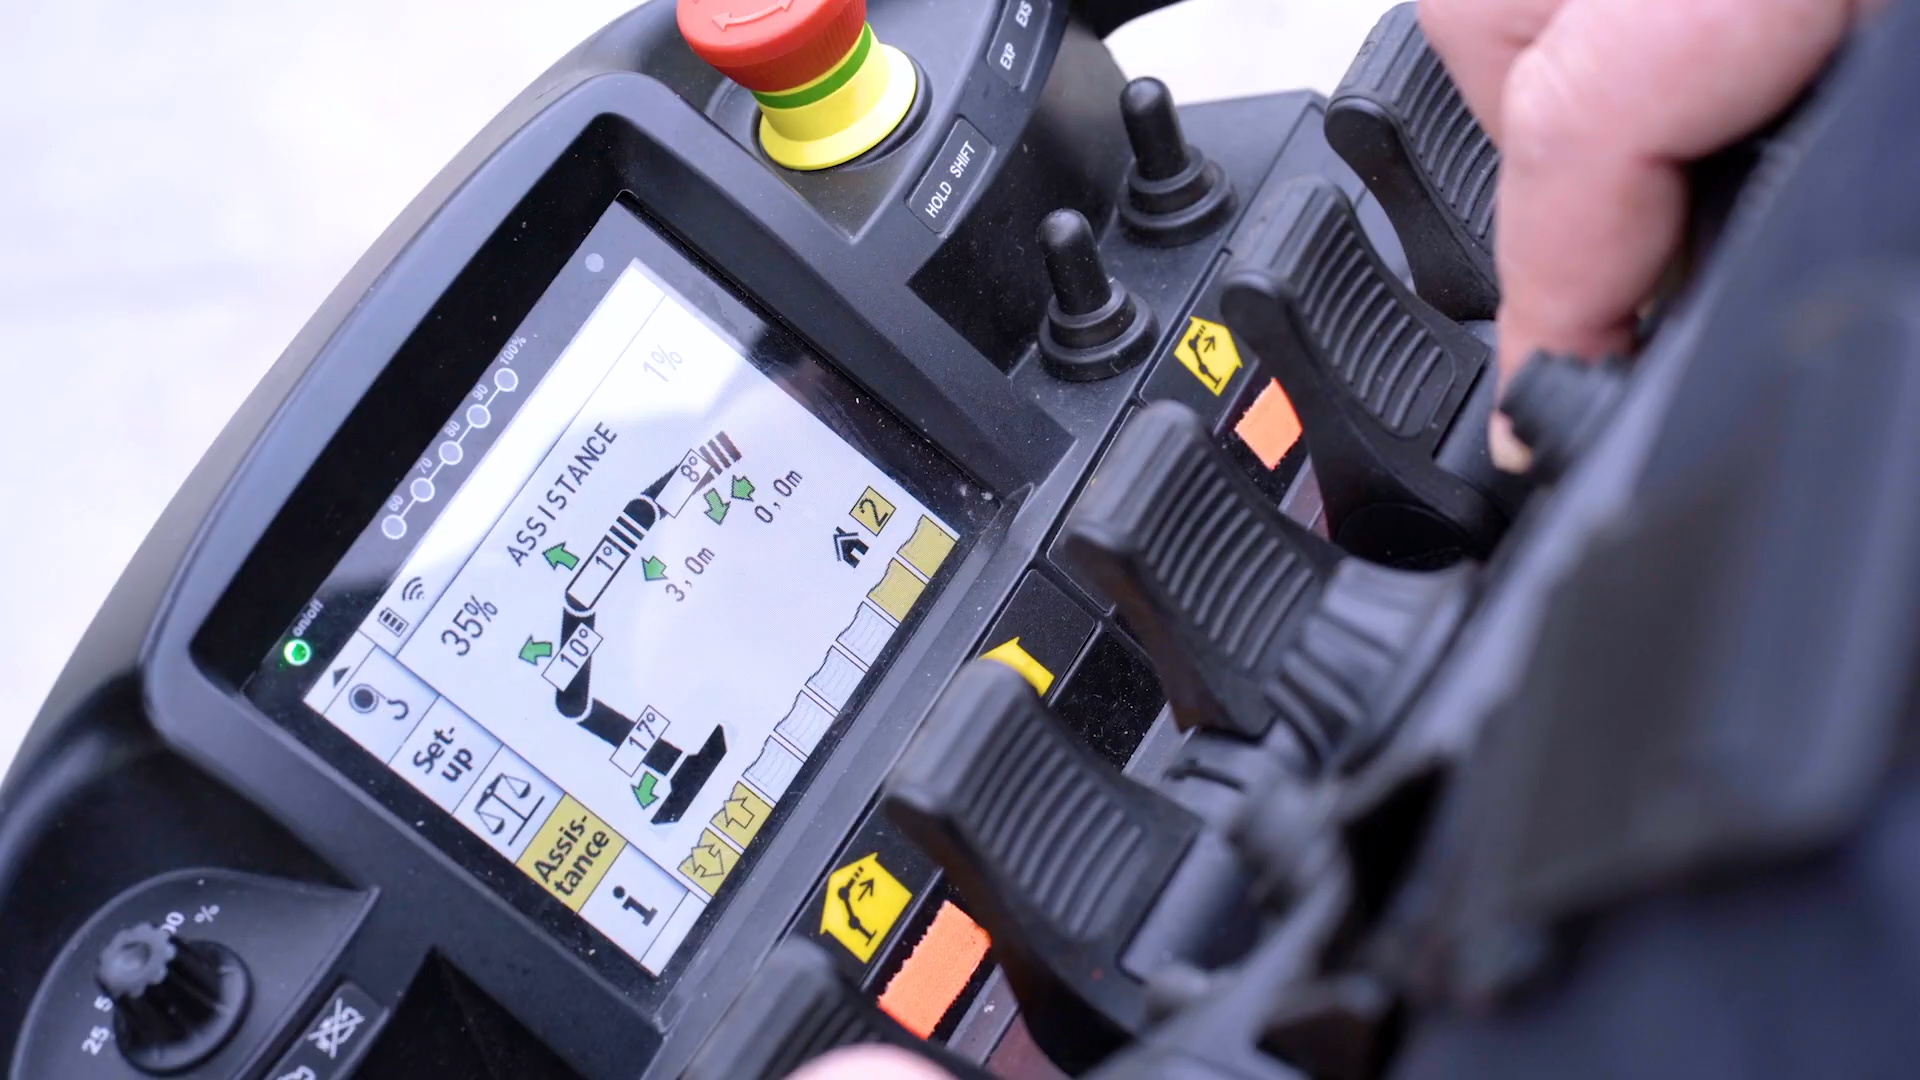 EXP EXS
HOLD SHIFT
60 70 80 90 100%
on/off
35%
ASSISTANCE
1%
8°
0,0m
1°
3,0m
10°
17°
2
Set-
up
Assis-
tance
i
%
25